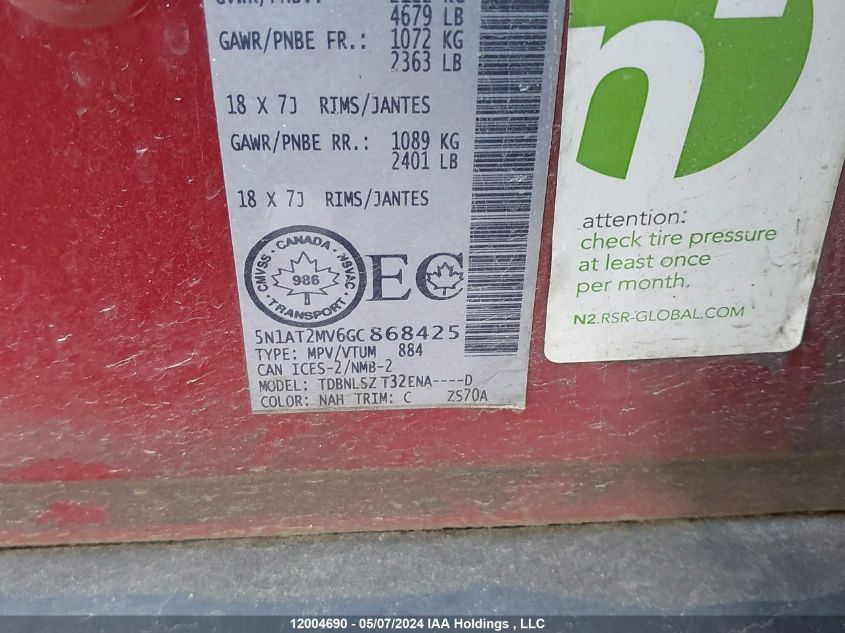 4679 LB
GAWR/PNBE FR.: 1072 KG
2363 LB
18 X 7J RIMS/JANTES
GAWR/PNBE RR.: 1089 KG
2401 LB
18 X 7J RIMS/JANTES
CMVSS · CANADA · NSVAC · TRANSPORT ·
986
EC
5N1AT2MV6GC868425
TYPE: MPV/VTUM 884
CAN ICES-2/NMB-2
MODEL: TDBNLSZ T32ENA----D
COLOR: NAH TRIM: C ZS70A
n
attention:
check tire pressure
at least once
per month.
N2.RSR-GLOBAL.COM
12004690 - 05/07/2024 IAA Holdings , LLC